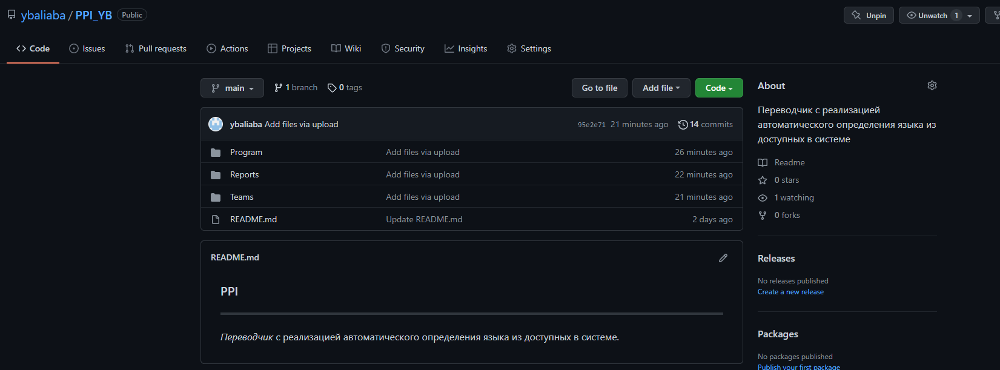 ybaliaba / PPI_YB Public Unpin Unwatch 1
Code Issues Pull requests Actions Projects Wiki Security Insights Settings
main 1 branch 0 tags Go to file Add file Code
ybaliaba Add files via upload 95e2e71 21 minutes ago 14 commits
Program Add files via upload 26 minutes ago
Reports Add files via upload 22 minutes ago
Teams Add files via upload 21 minutes ago
README.md Update README.md 2 days ago
README.md
PPI
Переводчик с реализацией автоматического определения языка из доступных в системе.
About
Переводчик с реализацией
автоматического определения языка из
доступных в системе
Readme
0 stars
1 watching
0 forks
Releases
No releases published
Create a new release
Packages
No packages published
Publish your first package